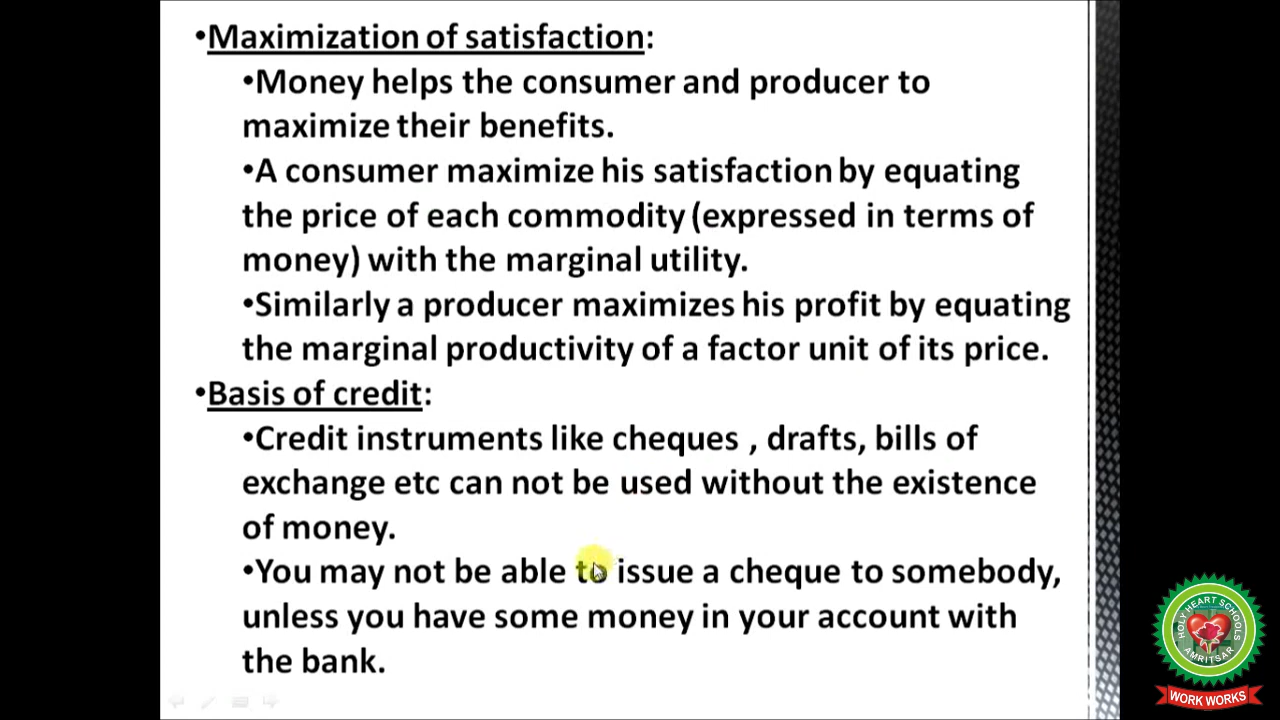 •Maximization of satisfaction:
•Money helps the consumer and producer to
maximize their benefits.
•A consumer maximize his satisfaction by equating
the price of each commodity (expressed in terms of
money) with the marginal utility.
•Similarly a producer maximizes his profit by equating
the marginal productivity of a factor unit of its price.
•Basis of credit:
•Credit instruments like cheques , drafts, bills of
exchange etc can not be used without the existence
of money.
•You may not be able to issue a cheque to somebody,
unless you have some money in your account with
the bank.
HOLY HEART SCHOOLS
AMRITSAR
WORK WORKS